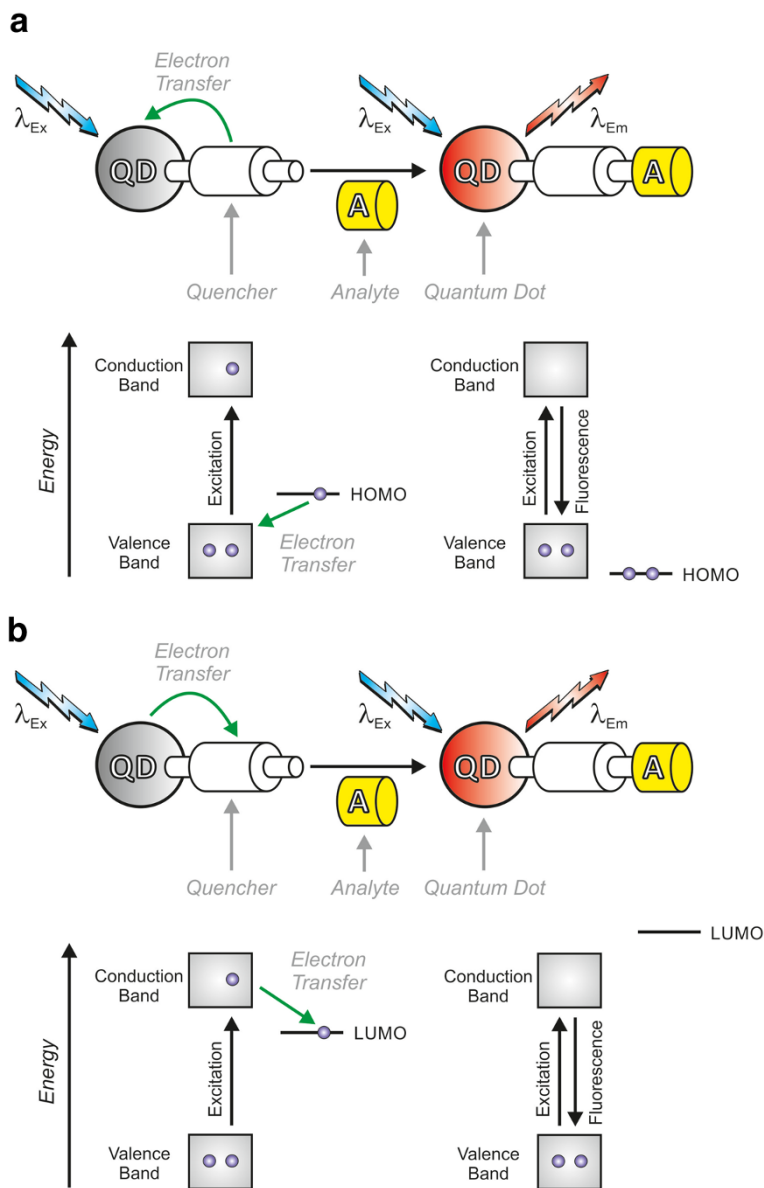 a
Electron
Transfer
λEx
λEx
λEm
QD
QD
A
A
Quencher
Analyte
Quantum Dot
Energy
Conduction
Band
Excitation
HOMO
Valence
Band
Electron
Transfer
Conduction
Band
Excitation
Fluorescence
Valence
Band
HOMO
b
Electron
Transfer
λEx
λEx
λEm
QD
QD
A
A
Quencher
Analyte
Quantum Dot
LUMO
Energy
Conduction
Band
Electron
Transfer
LUMO
Excitation
Valence
Band
Conduction
Band
Excitation
Fluorescence
Valence
Band